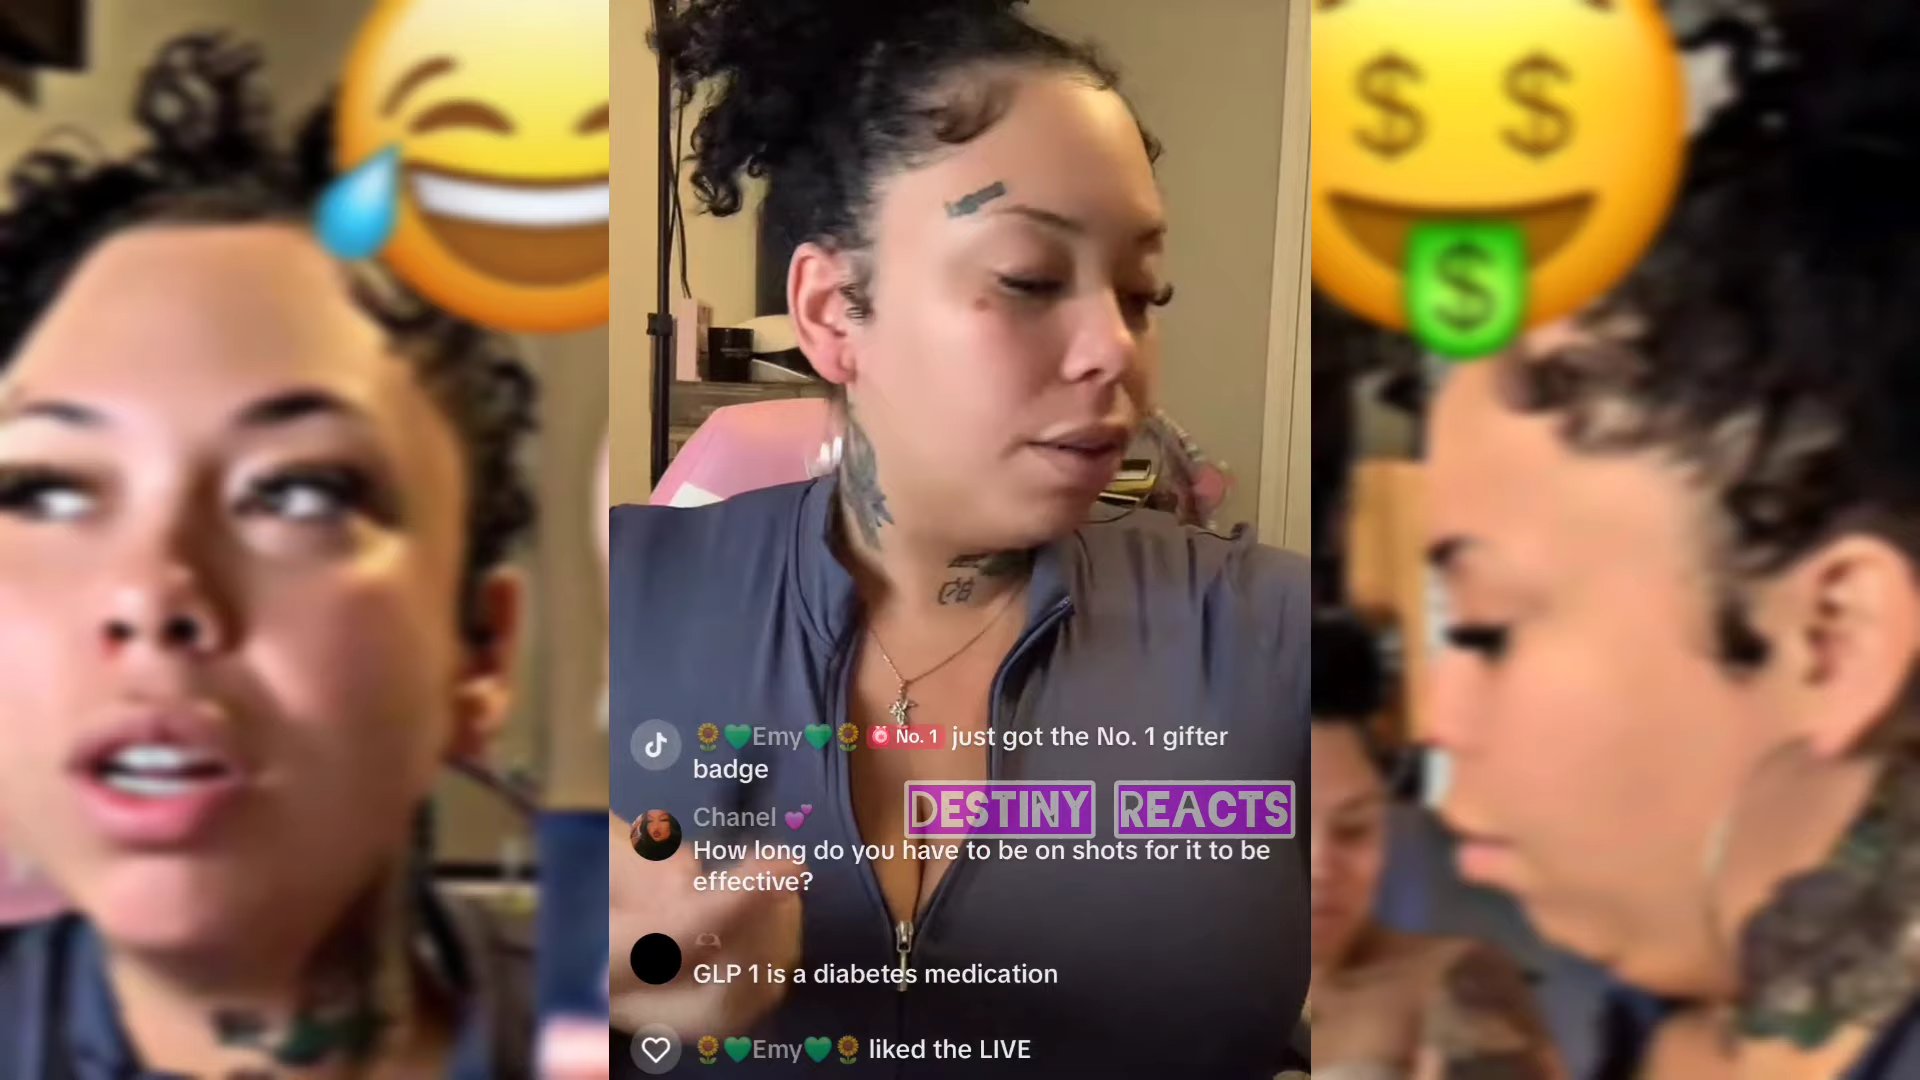 🌻💚Emy💚🌻 No. 1 just got the No. 1 gifter
badge
DESTINY REACTS
Chanel 💕
How long do you have to be on shots for it to be
effective?
GLP 1 is a diabetes medication
🌻💚Emy💚🌻 liked the LIVE